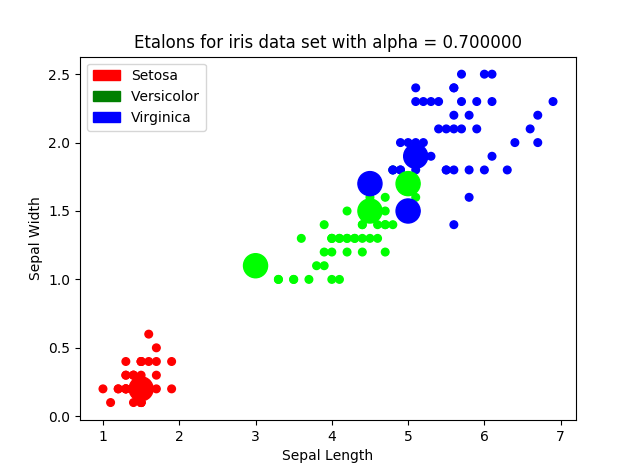 Etalons for iris data set with alpha = 0.700000
Setosa
Versicolor
Virginica
Sepal Width
2.5
2.0
1.5
1.0
0.5
0.0
1 2 3 4 5 6 7
Sepal Length